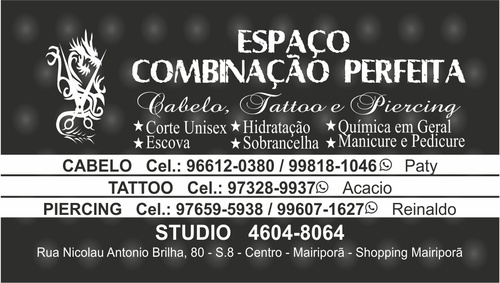 ESPAÇO
COMBINAÇÃO PERFEITA
Cabelo, Tattoo e Piercing
★Corte Unisex ★Hidratação ★Química em Geral
★Escova ★Sobrancelha ★Manicure e Pedicure
CABELO Cel.: 96612-0380 / 99818-1046 Paty
TATTOO Cel.: 97328-9937 Acacio
PIERCING Cel.: 97659-5938 / 99607-1627 Reinaldo
STUDIO 4604-8064
Rua Nicolau Antonio Brilha, 80 - S.8 - Centro - Mairiporã - Shopping Mairiporã